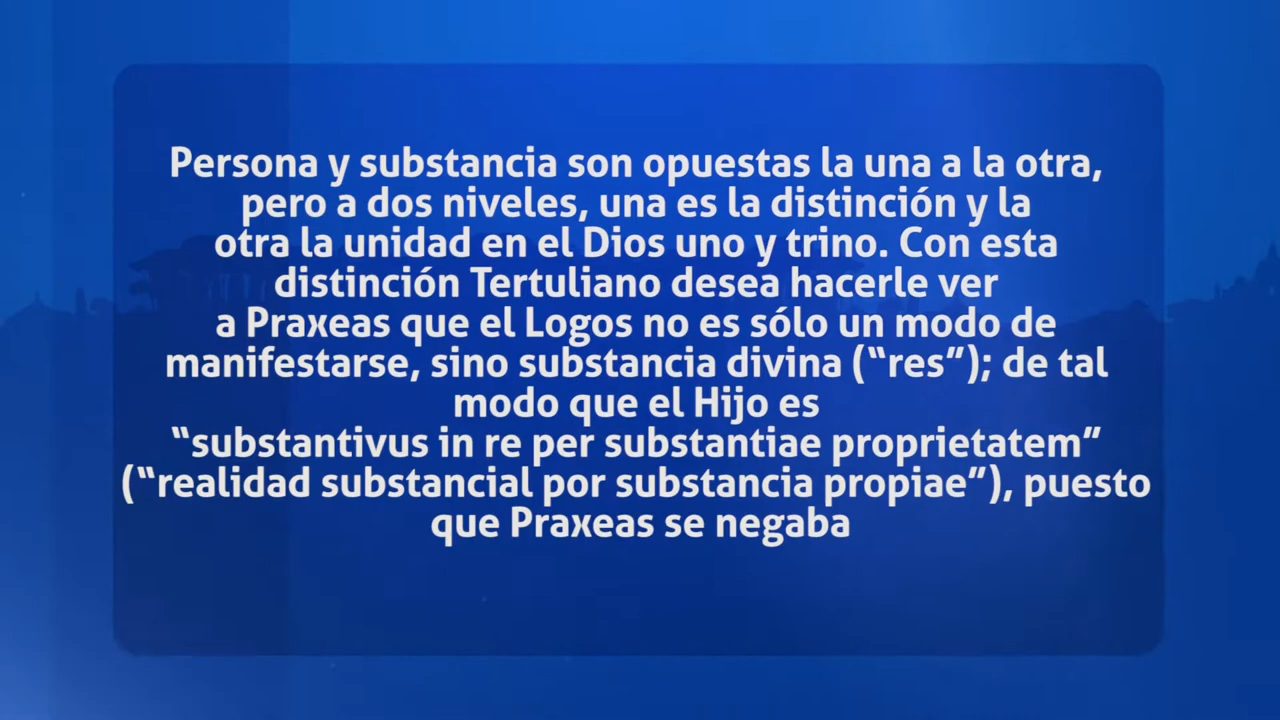 Persona y substancia son opuestas la una a la otra,
pero a dos niveles, una es la distinción y la
otra la unidad en el Dios uno y trino. Con esta
distinción Tertuliano desea hacerle ver
a Praxeas que el Logos no es sólo un modo de
manifestarse, sino substancia divina (“res”); de tal
modo que el Hijo es
“substantivus in re per substantiae proprietatem”
(“realidad substancial por substancia propiae”), puesto
que Praxeas se negaba